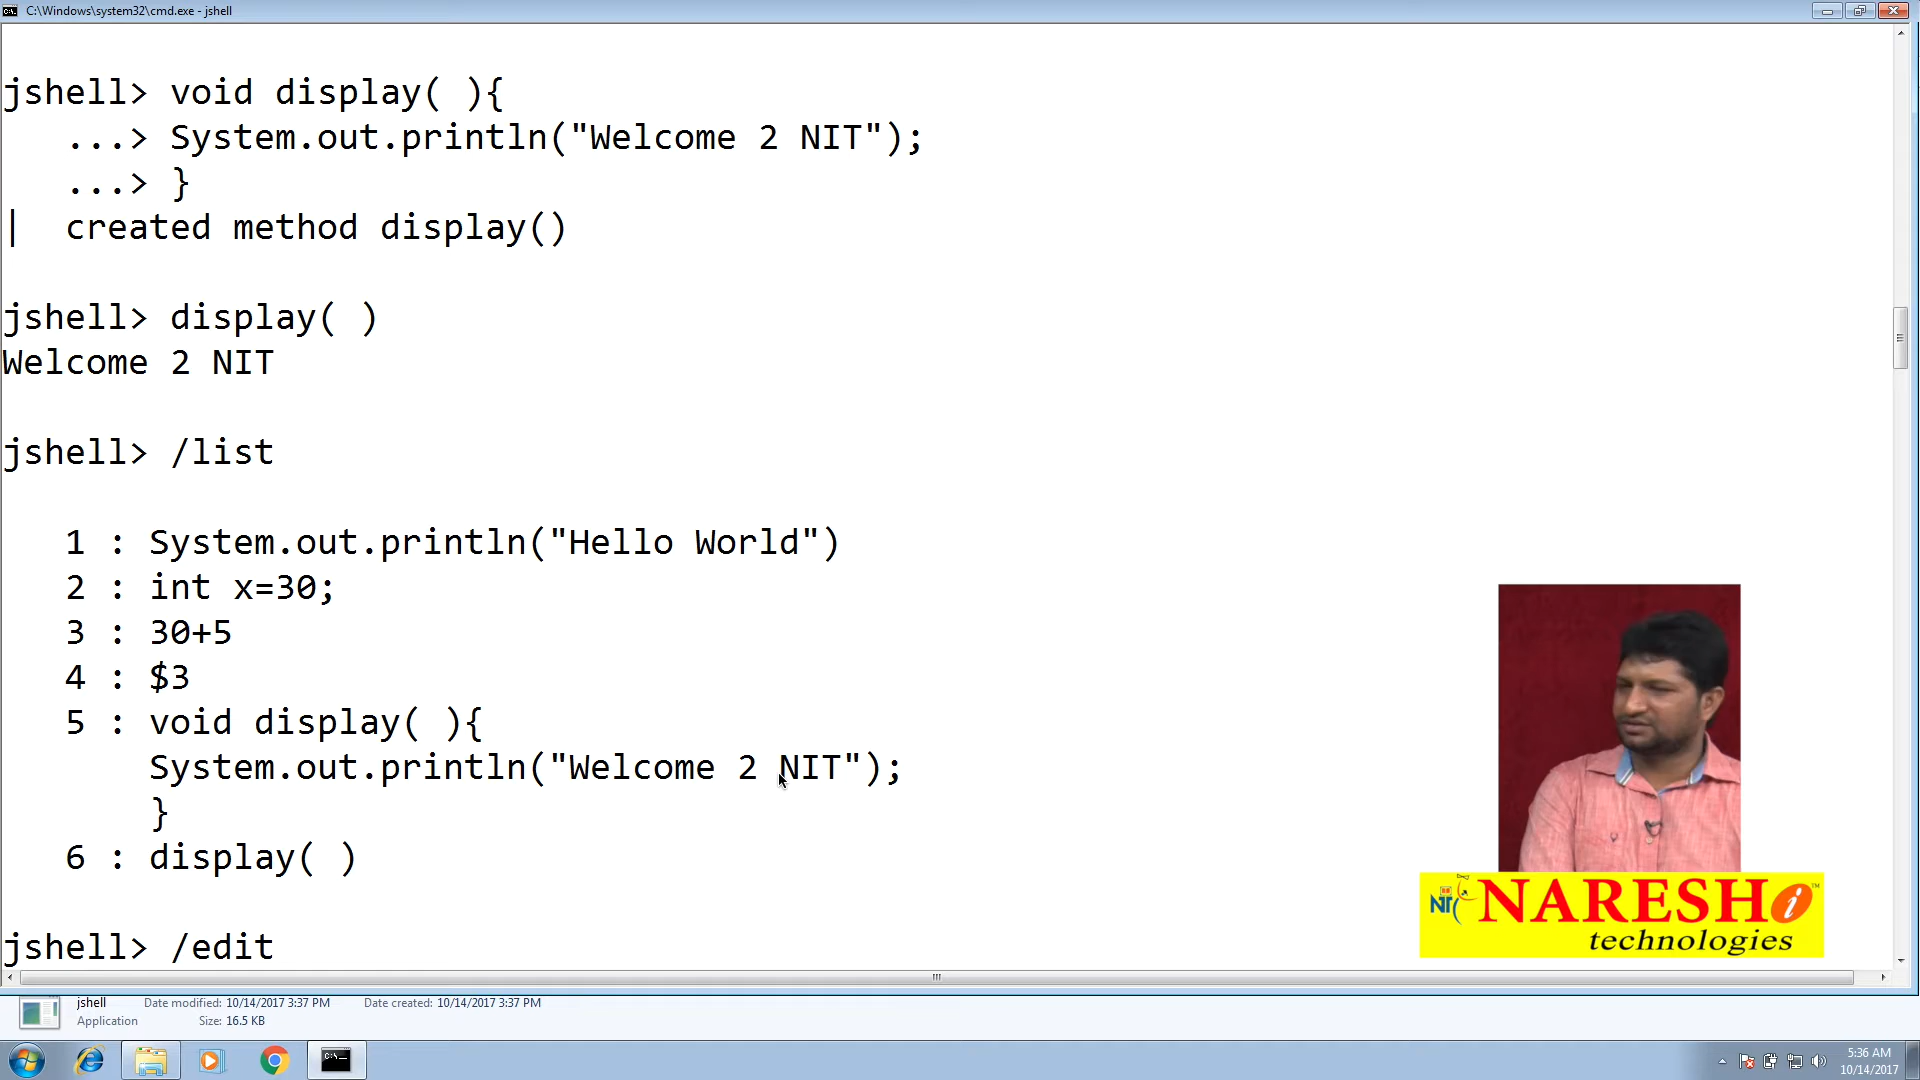 C:\Windows\system32\cmd.exe - jshell
jshell> void display( ){
...> System.out.println("Welcome 2 NIT");
...> }
| created method display()
jshell> display( )
Welcome 2 NIT
jshell> /list
1 : System.out.println("Hello World")
2 : int x=30;
3 : 30+5
4 : $3
5 : void display( ){
System.out.println("Welcome 2 NIT");
}
6 : display( )
jshell> /edit
NARESH i ™
technologies
jshell Date modified: 10/14/2017 3:37 PM Date created: 10/14/2017 3:37 PM
Application Size: 16.5 KB
5:36 AM
10/14/2017